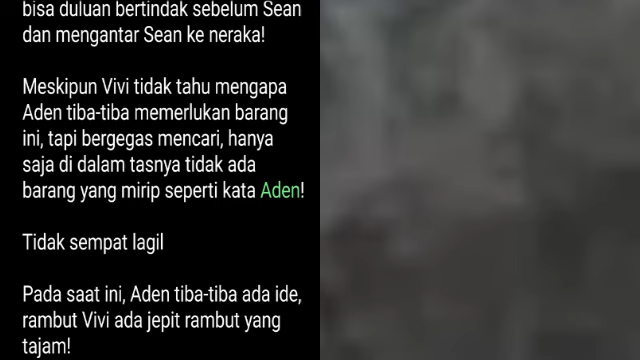 bisa duluan bertindak sebelum Sean
dan mengantar Sean ke neraka!
Meskipun Vivi tidak tahu mengapa
Aden tiba-tiba memerlukan barang
ini, tapi bergegas mencari, hanya
saja di dalam tasnya tidak ada
barang yang mirip seperti kata Aden!
Tidak sempat lagil
Pada saat ini, Aden tiba-tiba ada ide,
rambut Vivi ada jepit rambut yang
tajam!